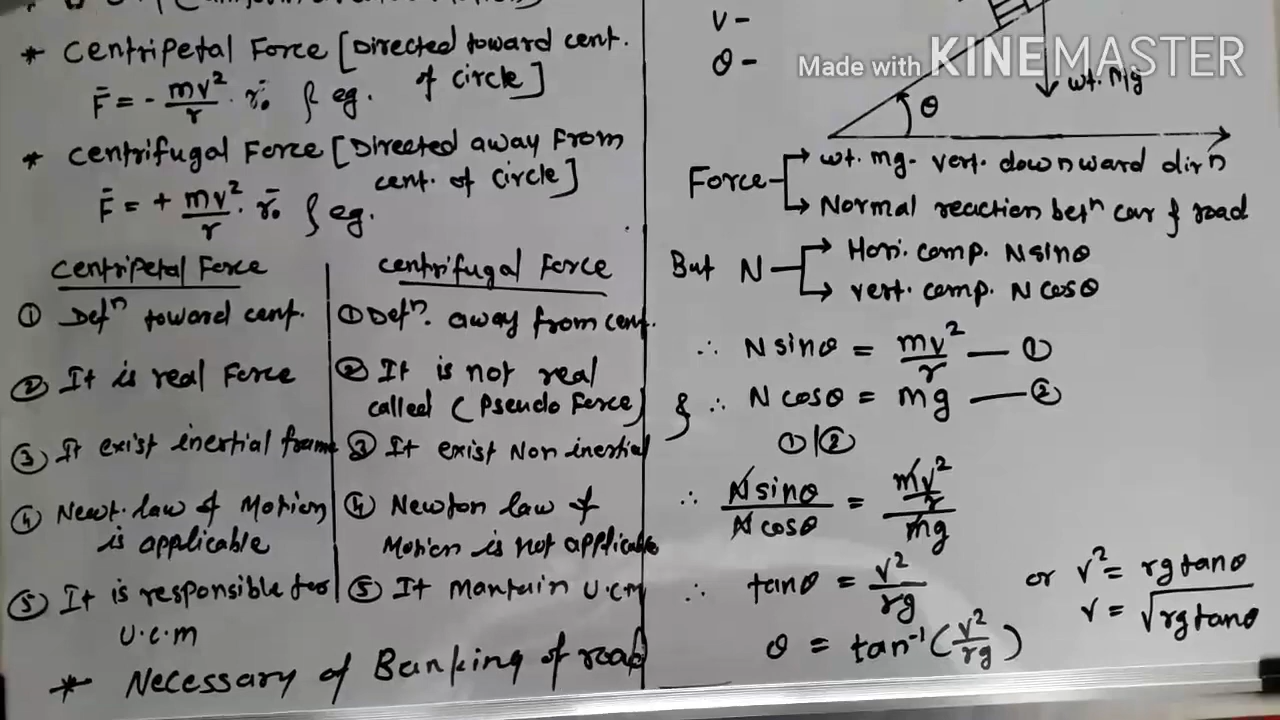 * Centripetal Force [Directed toward cent. of circle]
F̄ = - mv²/r · r̄₀ } eg.
* Centrifugal Force [Directed away From cent. of circle]
F̄ = + mv²/r · r̄₀ } eg.
Centripetal Force
① Defⁿ toward cent.
② It is real Force
③ It exist inertial frame
④ Newt. law of Motion
is applicable
⑤ It is responsible for
U.C.M
Centrifugal Force
① Defⁿ. away from cent.
② It is not real
called (Pseudo Force)
③ It exist Non inertial
④ Newton law of
Motion is not applicable
⑤ It Mantain U.C.M
* Necessary of Banking of road
V -
θ -
Made with KINEMASTER
wt. mg
θ
Force
wt. mg - vert. downward dirⁿ
Normal reaction betⁿ car & road
But N
Hori. comp. N sinθ
vert. comp. N cosθ
∴ N sinθ = mv²/r — ①
& ∴ N cosθ = mg — ②
①/②
∴ N sinθ / N cosθ = (mv²/r) / mg
∴ tanθ = v²/rg or v² = rg tanθ
v = √rg tanθ
θ = tan⁻¹(v²/rg)